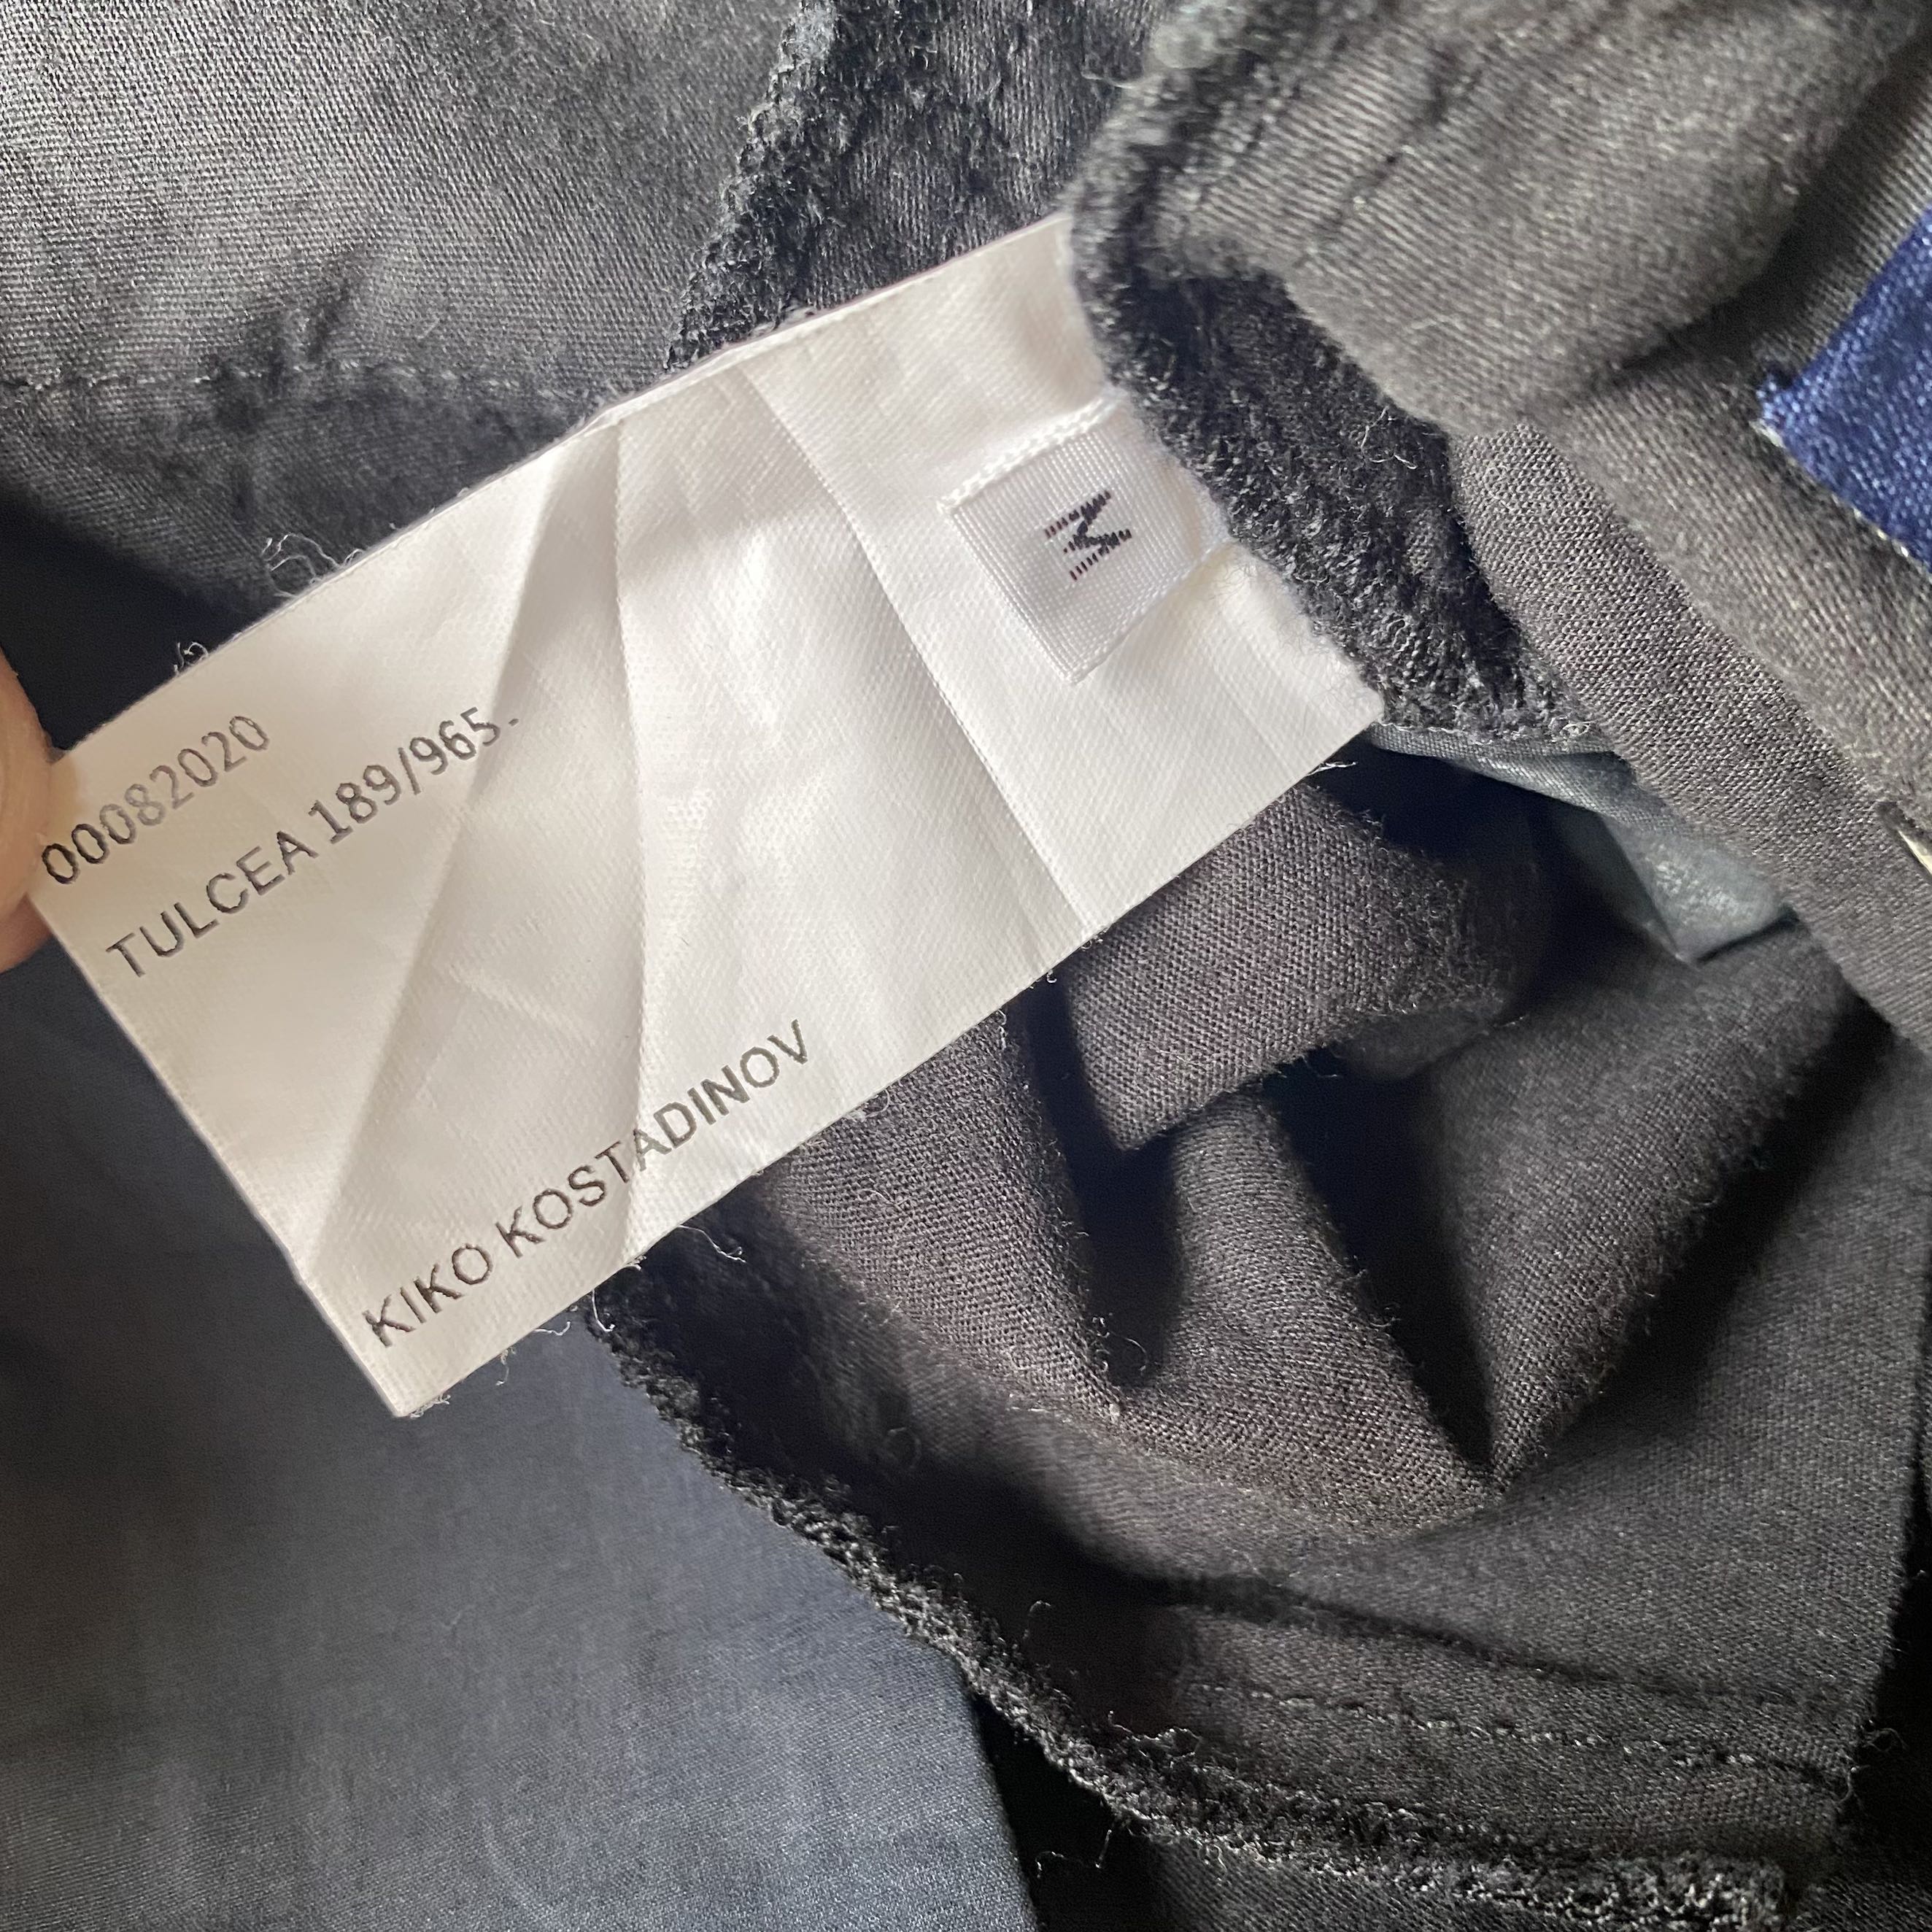 00082020
TULCEA 189/965.
KIKO KOSTADINOV
M